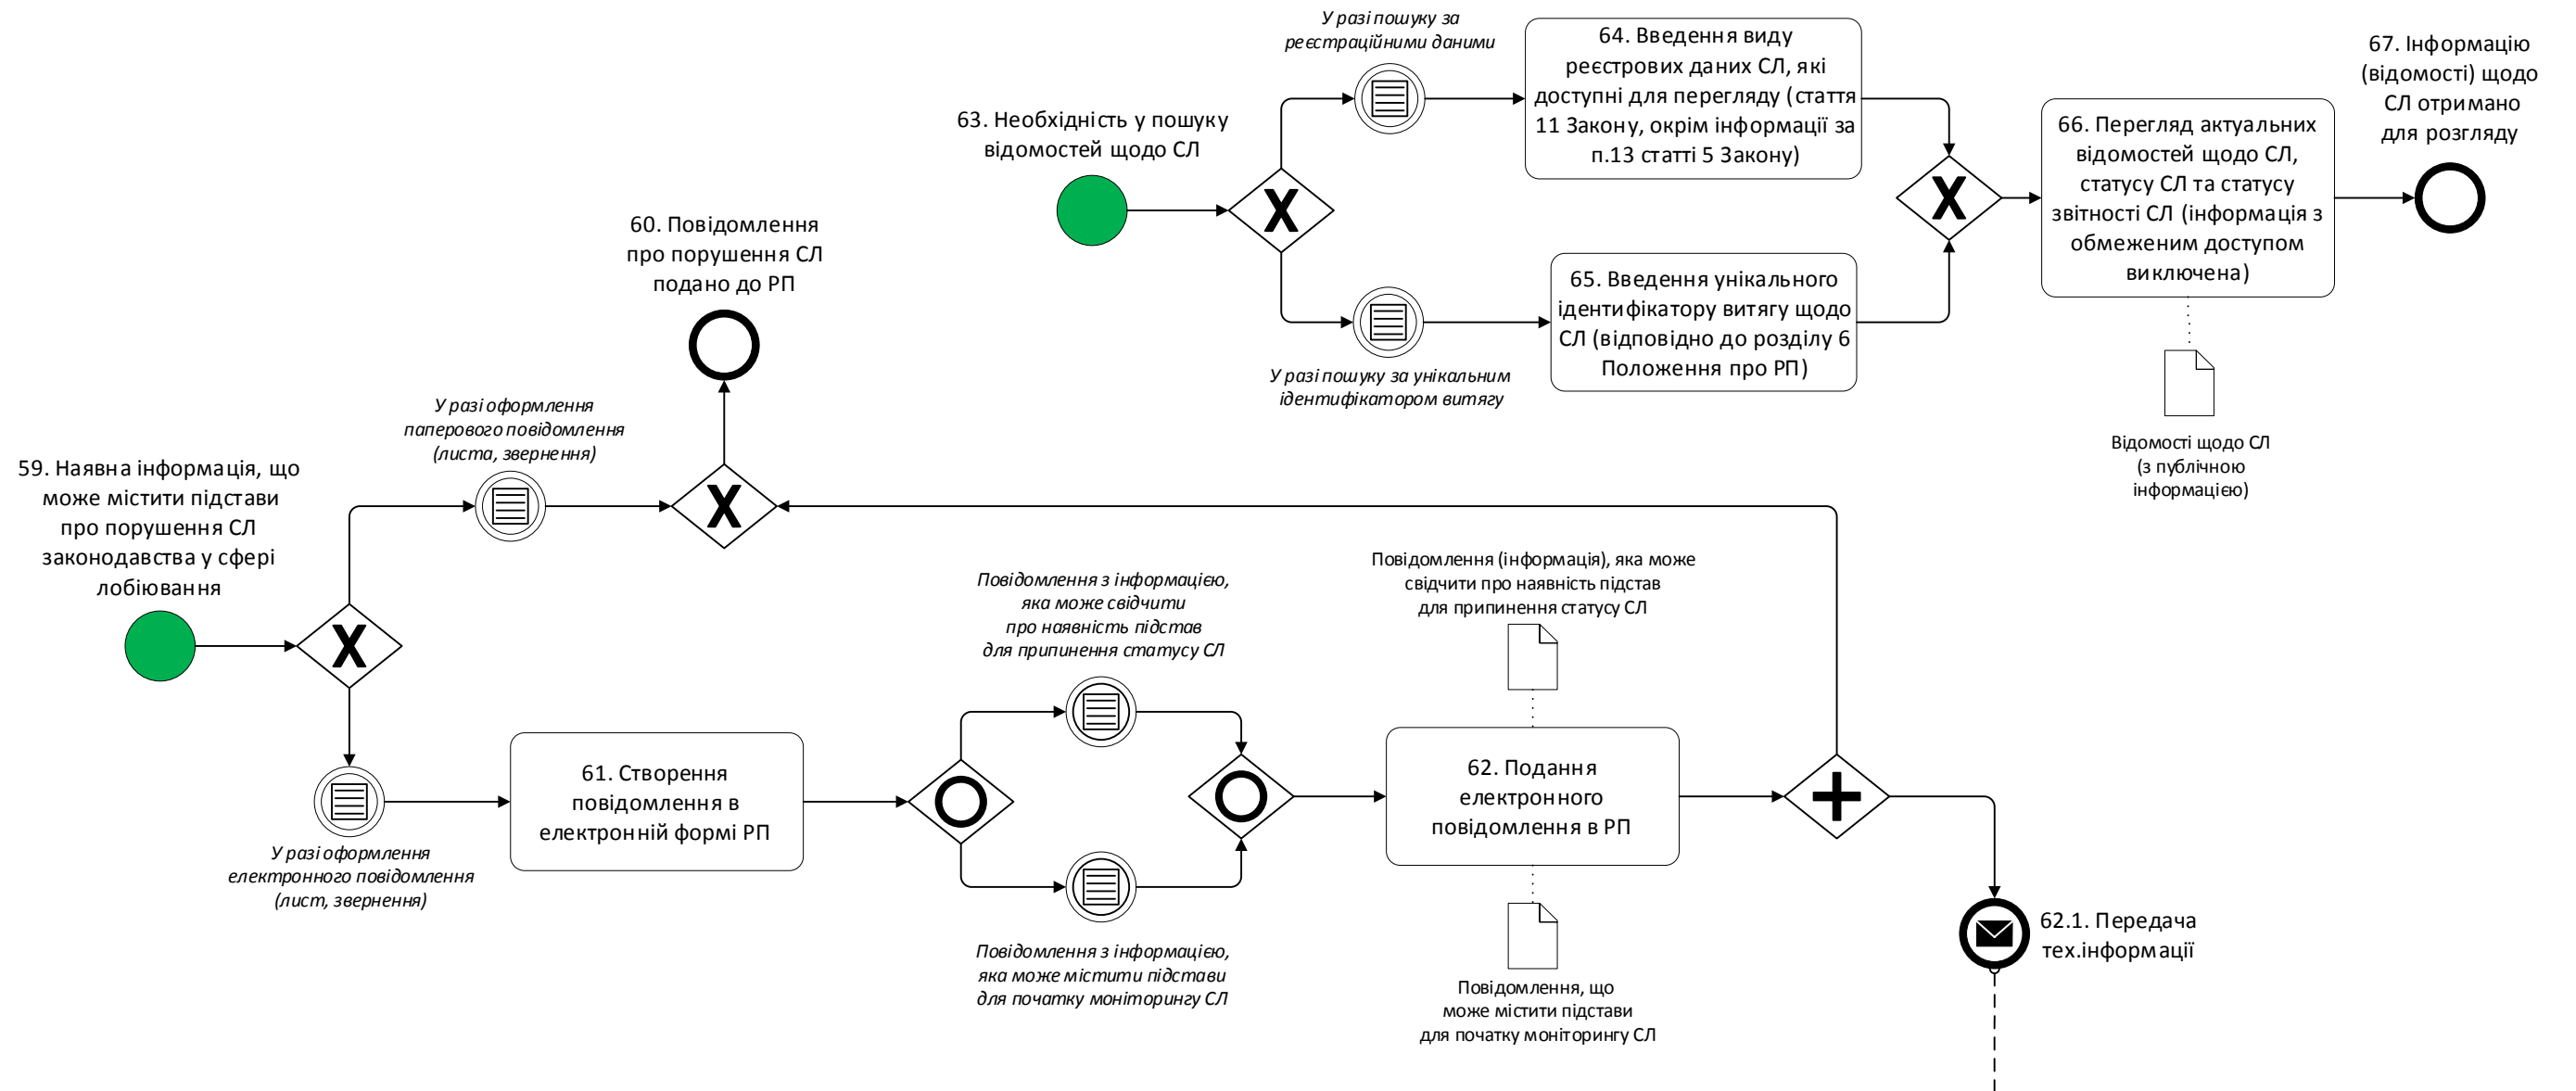 У разі пошуку за
реєстраційними даними
64. Введення виду
реєстрових даних СЛ, які
доступні для перегляду (стаття
11 Закону, окрім інформації за
п.13 статті 5 Закону)
67. Інформацію
(відомості) щодо
СЛ отримано
для розгляду
63. Необхідність у пошуку
відомостей щодо СЛ
66. Перегляд актуальних
відомостей щодо СЛ,
статусу СЛ та статусу
звітності СЛ (інформація з
обмеженим доступом
виключена)
X
X
60. Повідомлення
про порушення СЛ
подано до РП
65. Введення унікального
ідентифікатору витягу щодо
СЛ (відповідно до розділу 6
Положення про РП)
У разі пошуку за унікальним
ідентифікатором витягу
Відомості щодо СЛ
(з публічною
інформацією)
У разі оформлення
паперового повідомлення
(листа, звернення)
59. Наявна інформація, що
може містити підстави
про порушення СЛ
законодавства у сфері
лобіювання
X
X
Повідомлення з інформацією,
яка може свідчити
про наявність підстав
для припинення статусу СЛ
Повідомлення (інформація), яка може
свідчити про наявність підстав
для припинення статусу СЛ
61. Створення
повідомлення в
електронній формі РП
62. Подання
електронного
повідомлення в РП
У разі оформлення
електронного повідомлення
(лист, звернення)
Повідомлення з інформацією,
яка може містити підстави
для початку моніторингу СЛ
Повідомлення, що
може містити підстави
для початку моніторингу СЛ
62.1. Передача
тех.інформації